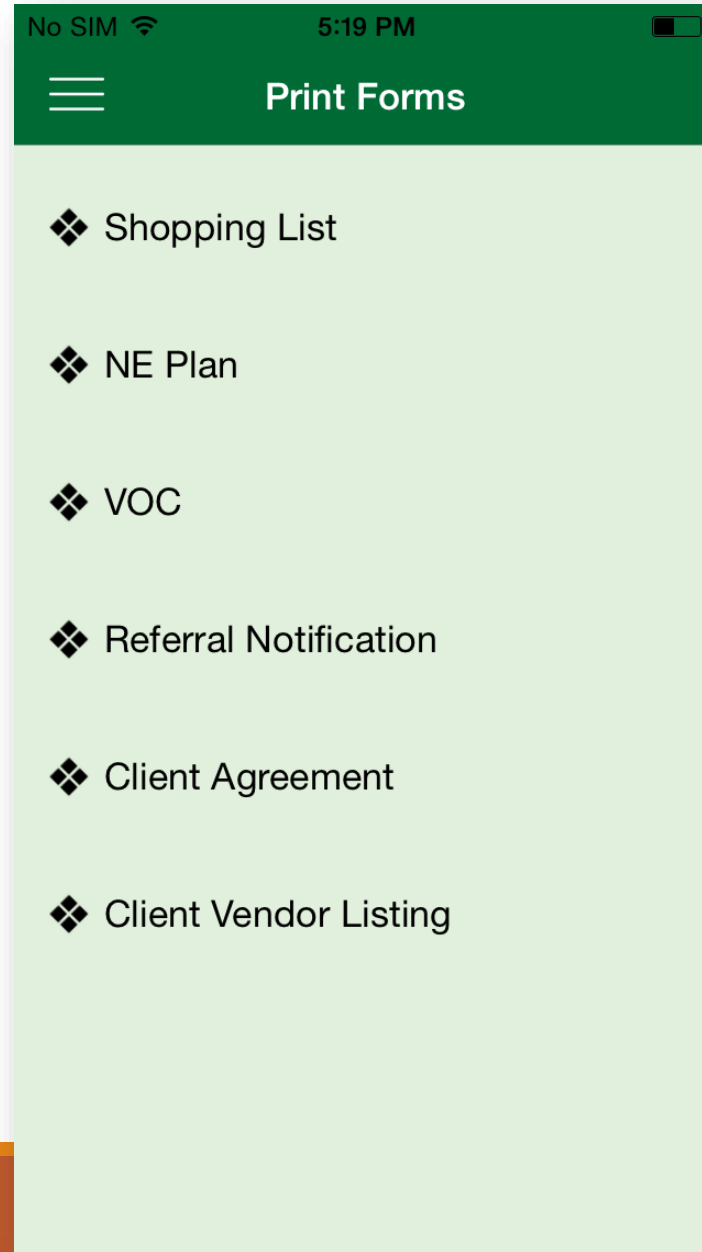 No SIM 5:19 PM
Print Forms
❖ Shopping List
❖ NE Plan
❖ VOC
❖ Referral Notification
❖ Client Agreement
❖ Client Vendor Listing